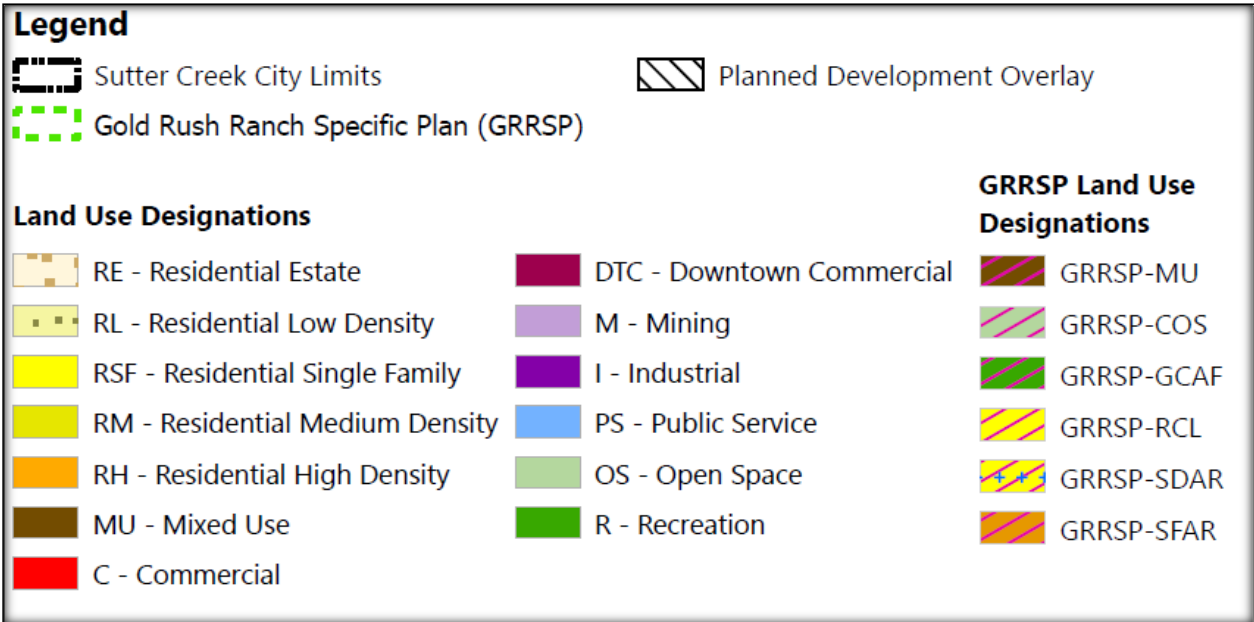 Legend
Sutter Creek City Limits
Planned Development Overlay
Gold Rush Ranch Specific Plan (GRRSP)
Land Use Designations
RE - Residential Estate
RL - Residential Low Density
RSF - Residential Single Family
RM - Residential Medium Density
RH - Residential High Density
MU - Mixed Use
C - Commercial
DTC - Downtown Commercial
M - Mining
I - Industrial
PS - Public Service
OS - Open Space
R - Recreation
GRRSP Land Use
Designations
GRRSP-MU
GRRSP-COS
GRRSP-GCAF
GRRSP-RCL
GRRSP-SDAR
GRRSP-SFAR